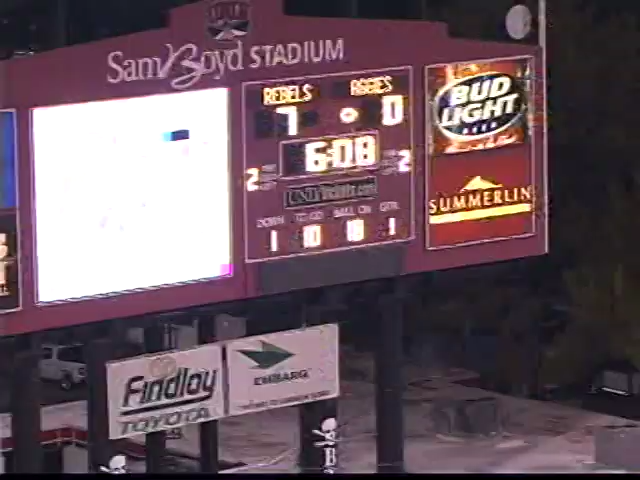 Sam Boyd STADIUM
REBELS AGGIES
7 0
6:08
2 2
DOWN TO GO BALL ON QTR
1 10 18 1
BUD
LIGHT
BEER
SUMMERLIN
Findlay
TOYOTA
EMBARQ
B